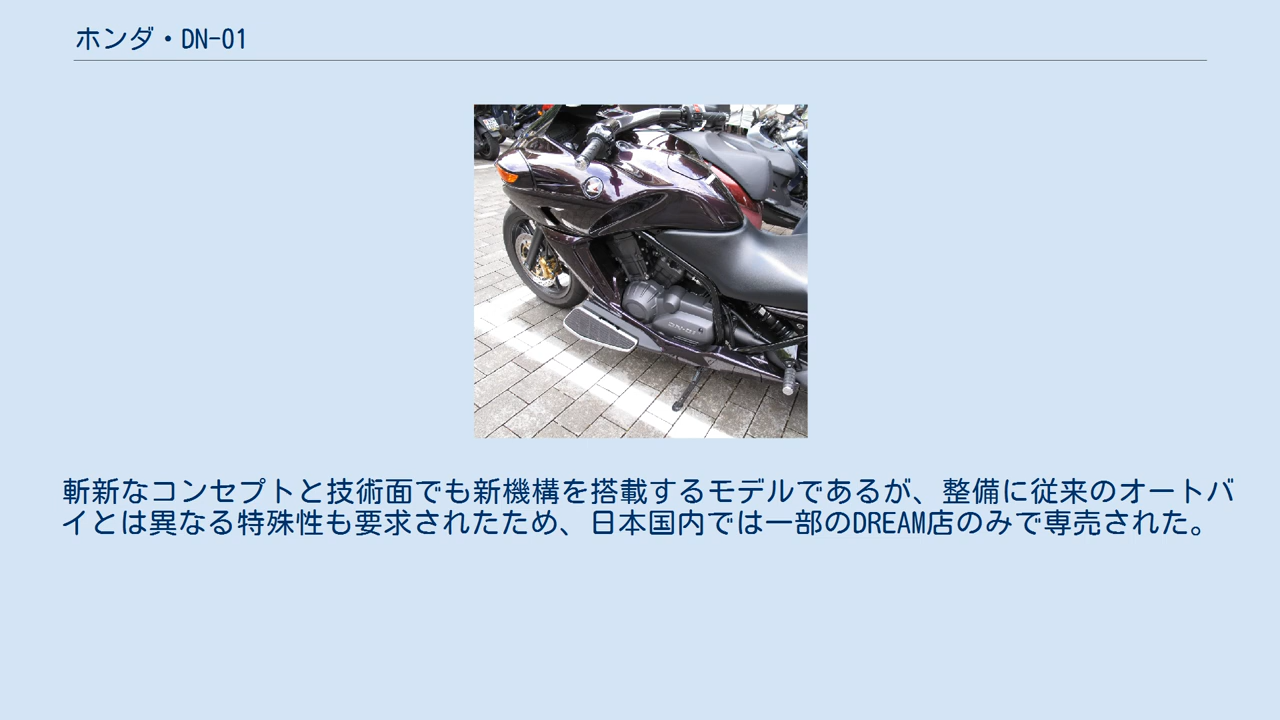 ホンダ・DN-01
斬新なコンセプトと技術面でも新機構を搭載するモデルであるが、整備に従来のオートバ
イとは異なる特殊性も要求されたため、日本国内では一部のDREAM店のみで専売された。